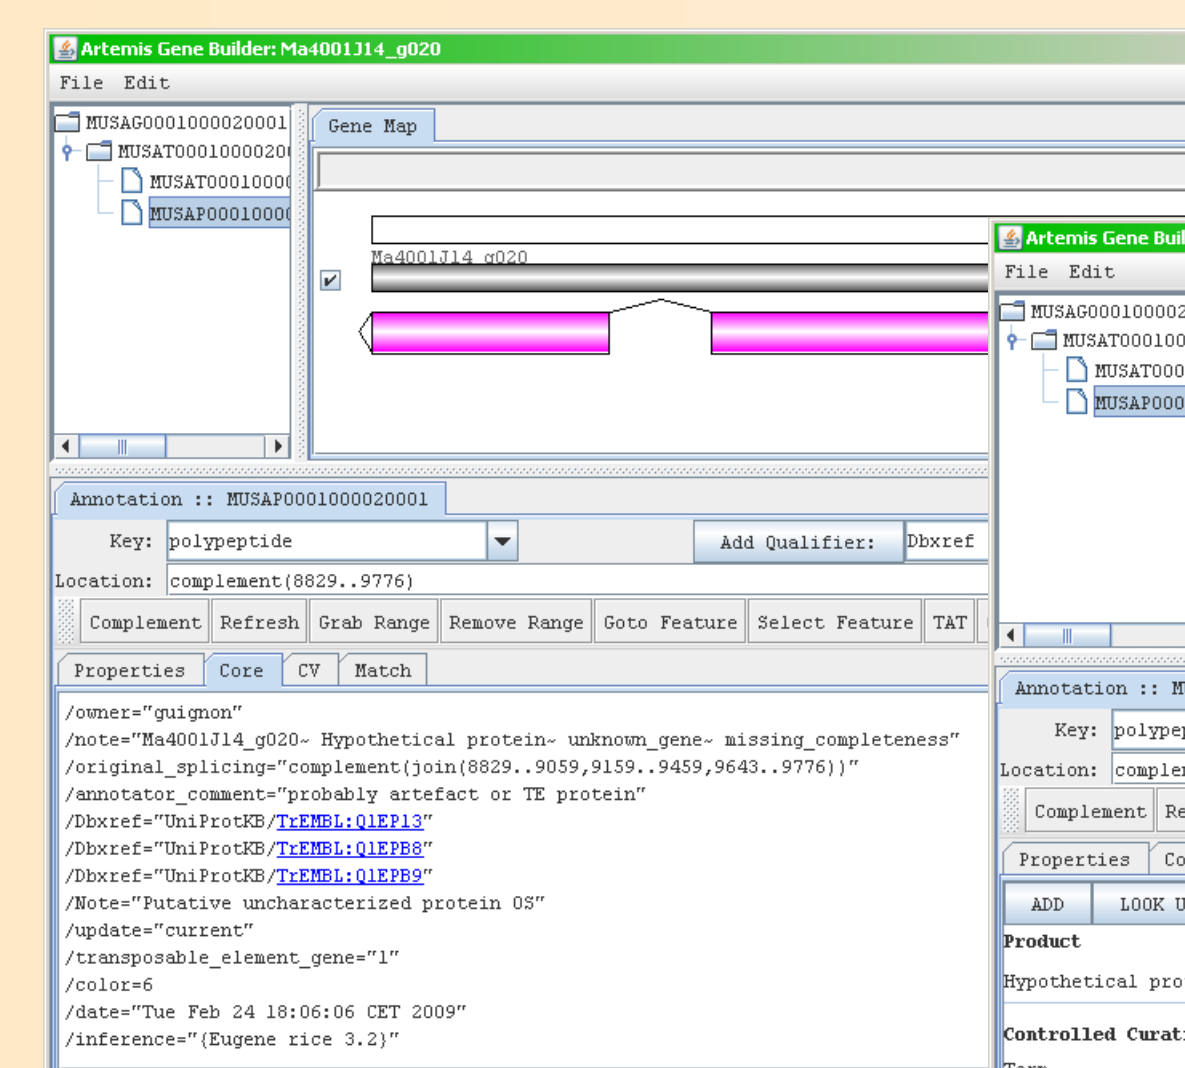 Artemis Gene Builder: Ma4001J14_g020
File Edit
MUSAG0001000020001
MUSAT000100002
MUSAT0001000
MUSAP0001000
Gene Map
Ma4001J14_g020
Annotation :: MUSAP0001000020001
Key: polypeptide
Add Qualifier: Dbxref
Location: complement(8829..9776)
Complement Refresh Grab Range Remove Range Goto Feature Select Feature TAT
Properties Core CV Match
/owner="guignon"
/note="Ma4001J14_g020~ Hypothetical protein~ unknown_gene~ missing_completeness"
/original_splicing="complement(join(8829..9059,9159..9459,9643..9776))"
/annotator_comment="probably artefact or TE protein"
/Dbxref="UniProtKB/TrEMBL:Q1EP13"
/Dbxref="UniProtKB/TrEMBL:Q1EPB8"
/Dbxref="UniProtKB/TrEMBL:Q1EPB9"
/Note="Putative uncharacterized protein OS"
/update="current"
/transposable_element_gene="1"
/color=6
/date="Tue Feb 24 18:06:06 CET 2009"
/inference="{Eugene rice 3.2}"
Artemis Gene Buil
File Edit
MUSAG000100002
MUSAT000100
MUSAT000
MUSAP000
Annotation :: MU
Key: polype
Location: comple
Complement Re
Properties Co
ADD LOOK U
Product
Hypothetical pro
Controlled Curat